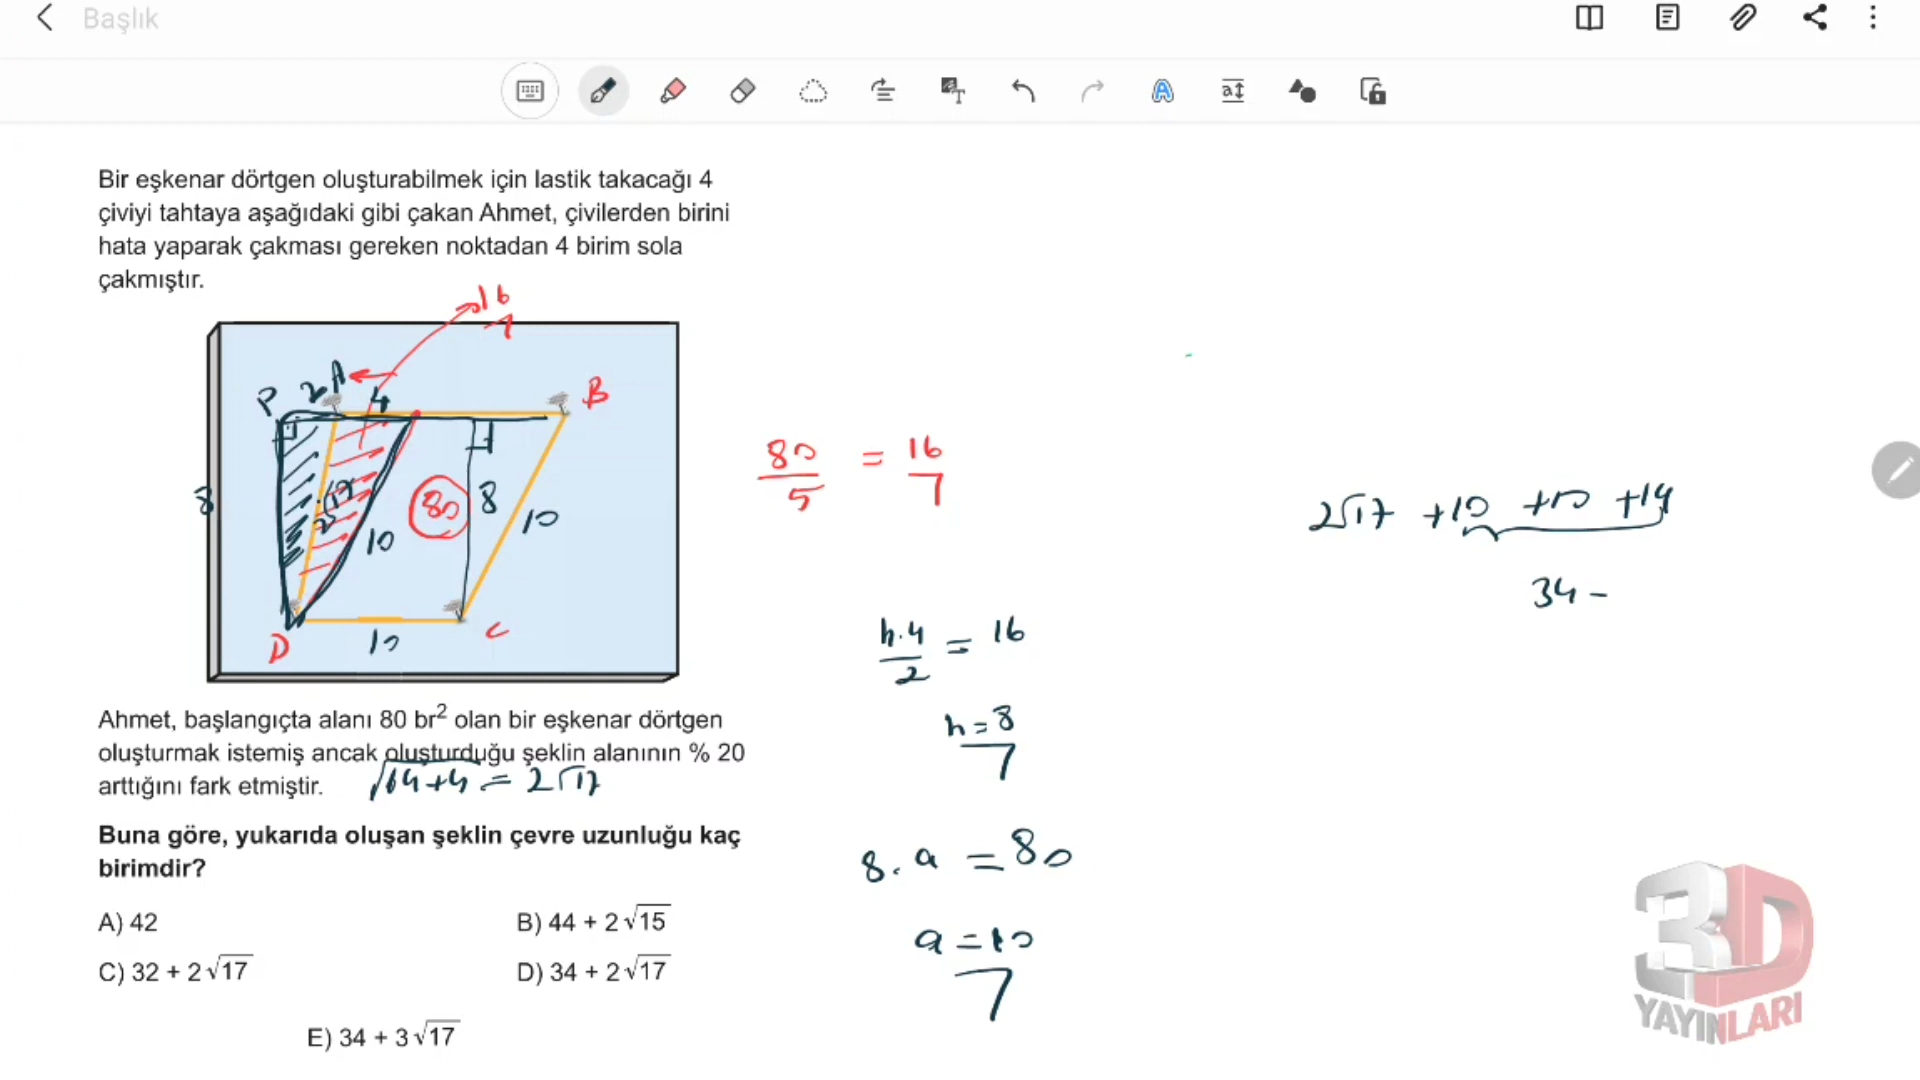 Başlık
Bir eşkenar dörtgen oluşturabilmek için lastik takacağı 4
çiviyi tahtaya aşağıdaki gibi çakan Ahmet, çivilerden birini
hata yaparak çakması gereken noktadan 4 birim sola
çakmıştır.
16
P 2 A 4 B
8 2√17 10 80 8 10
D 10 C
80/5 = 16
h.4/2 = 16
h=8
8.a = 80
a=10
2√17 +10 +10 +14
34 -
Ahmet, başlangıçta alanı 80 br² olan bir eşkenar dörtgen
oluşturmak istemiş ancak oluşturduğu şeklin alanının % 20
arttığını fark etmiştir.
√64+4 = 2√17
Buna göre, yukarıda oluşan şeklin çevre uzunluğu kaç
birimdir?
A) 42
B) 44 + 2√15
C) 32 + 2√17
D) 34 + 2√17
E) 34 + 3√17
3D
YAYINLARI